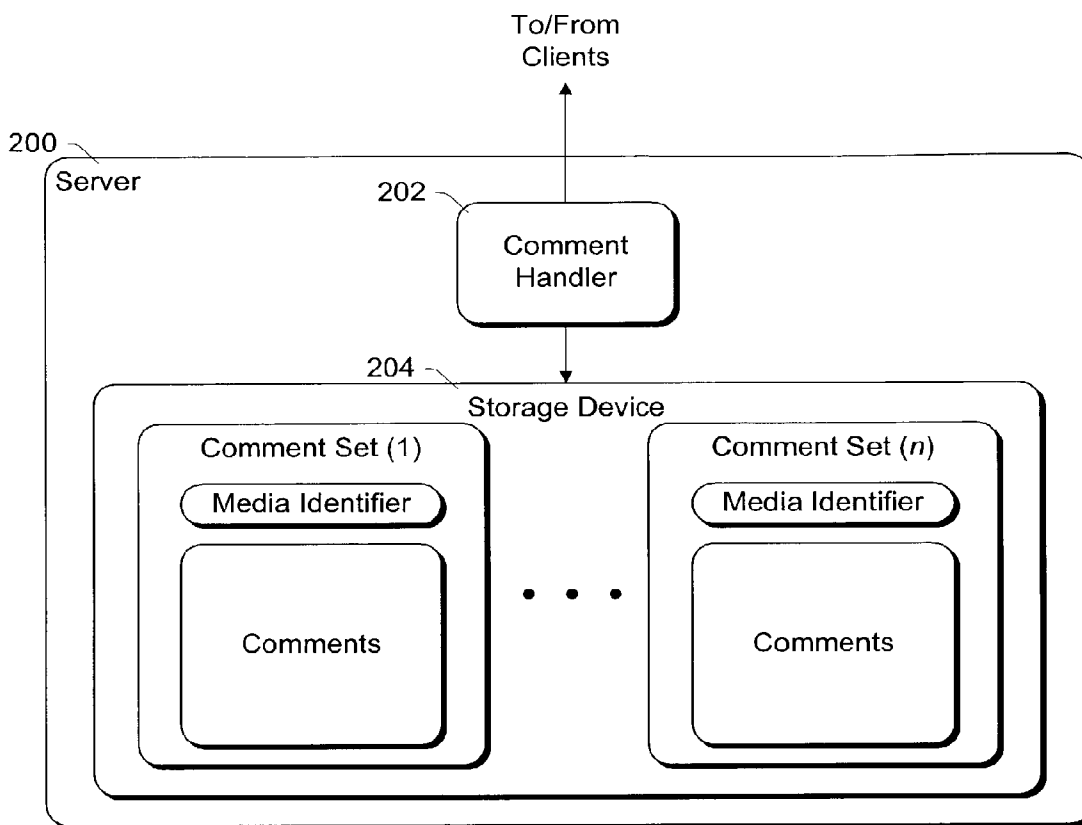 To/From
Clients
200
Server
202
Comment
Handler
204
Storage Device
Comment Set (1)
Media Identifier
Comments
Comment Set (n)
Media Identifier
Comments